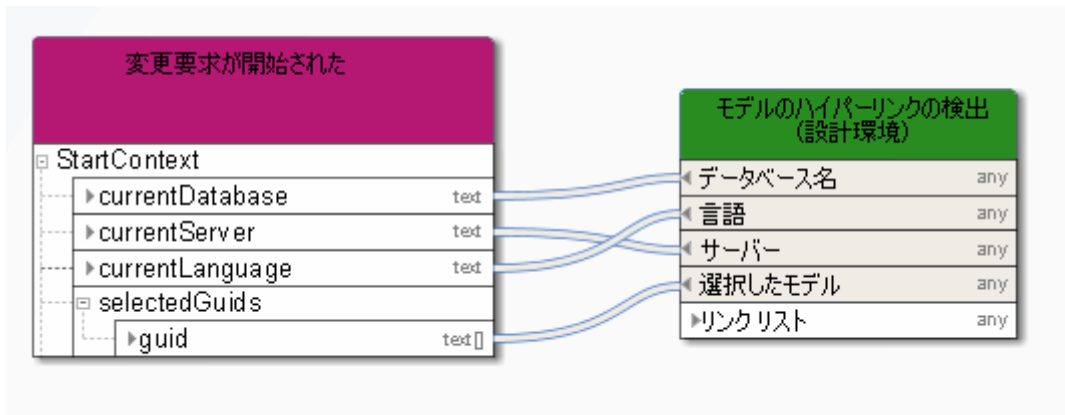 変更要求が開始された
StartContext
currentDatabase text
currentServer text
currentLanguage text
selectedGuids
guid text[]
モデルのハイパーリンクの検出
(設計環境)
データベース名 any
言語 any
サーバー any
選択したモデル any
リンク リスト any